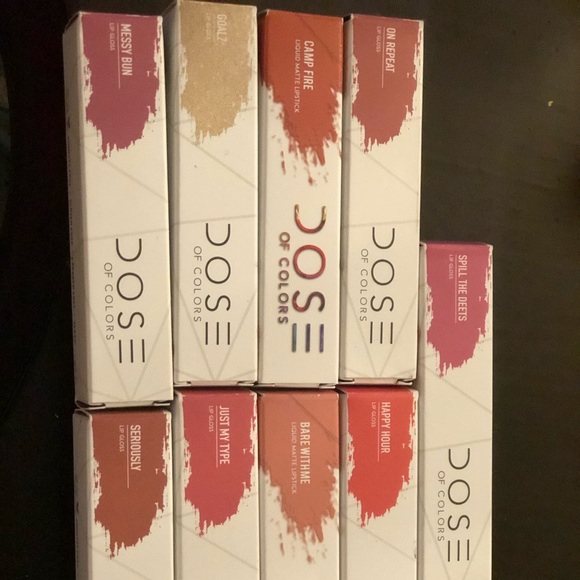 MESSY BUN
LIP GLOSS
DOSE
OF COLORS
GOALZ
LIP GLOSS
DOSE
OF COLORS
CAMP FIRE
LIQUID MATTE LIPSTICK
DOSE
OF COLORS
ON REPEAT
LIP GLOSS
DOSE
OF COLORS
SPILL THE DEETS
LIP GLOSS
DOSE
OF COLORS
SERIOUSLY
LIP GLOSS
JUST MY TYPE
LIP GLOSS
BARE WITH ME
LIQUID MATTE LIPSTICK
HAPPY HOUR
LIP GLOSS